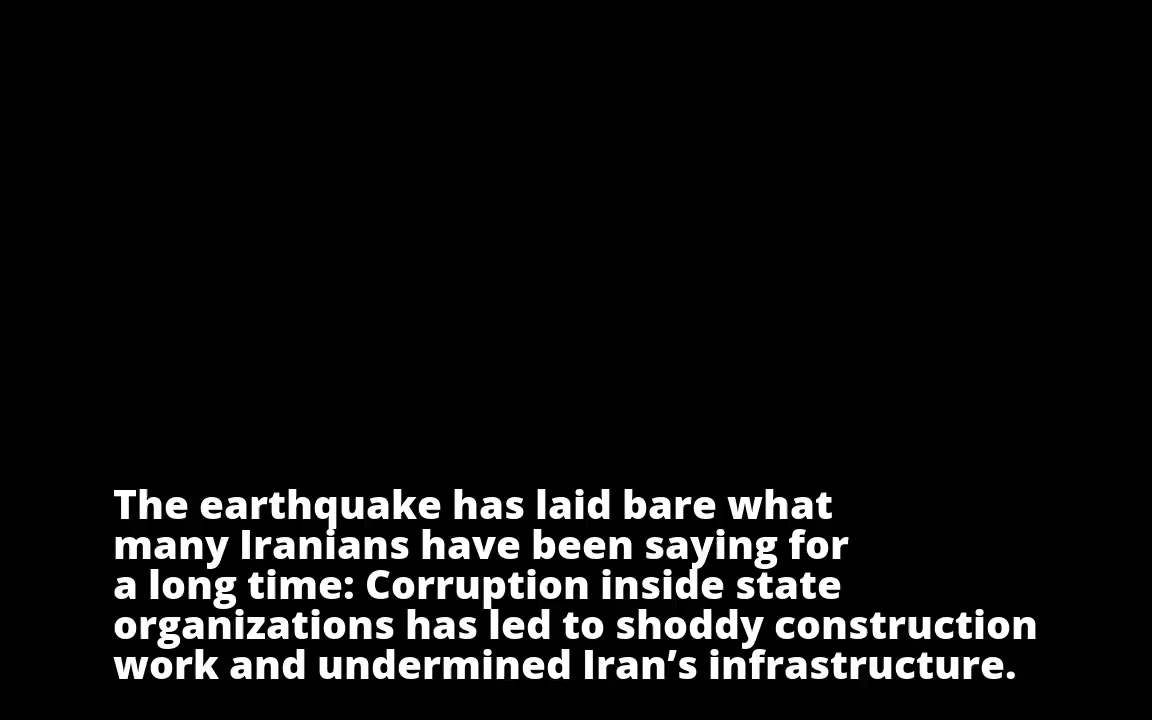 The earthquake has laid bare what
many Iranians have been saying for
a long time: Corruption inside state
organizations has led to shoddy construction
work and undermined Iran’s infrastructure.